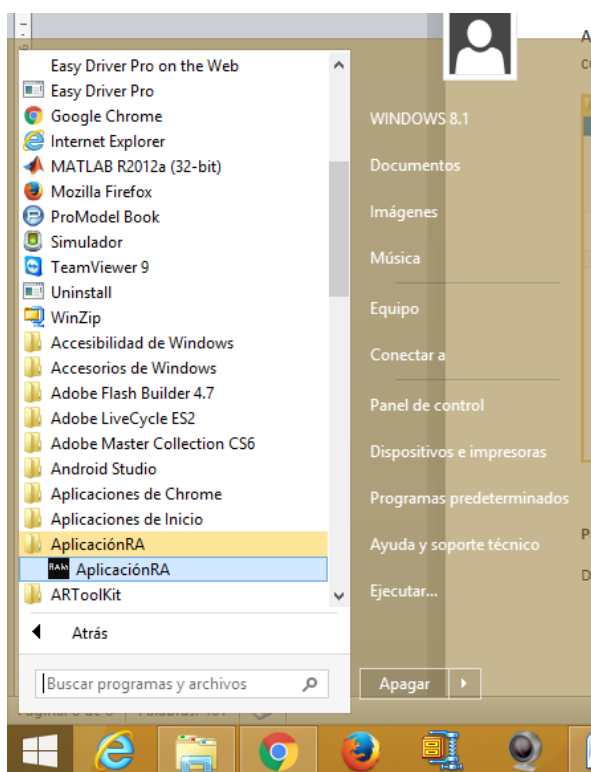 Easy Driver Pro on the Web
Easy Driver Pro
Google Chrome
Internet Explorer
MATLAB R2012a (32-bit)
Mozilla Firefox
ProModel Book
Simulador
TeamViewer 9
Uninstall
WinZip
Accesibilidad de Windows
Accesorios de Windows
Adobe Flash Builder 4.7
Adobe LiveCycle ES2
Adobe Master Collection CS6
Android Studio
Aplicaciones de Chrome
Aplicaciones de Inicio
AplicaciónRA
AplicaciónRA
ARToolKit
Atrás
Buscar programas y archivos
WINDOWS 8.1
Documentos
Imágenes
Música
Equipo
Conectar a
Panel de control
Dispositivos e impresoras
Programas predeterminados
Ayuda y soporte técnico
Ejecutar...
Apagar